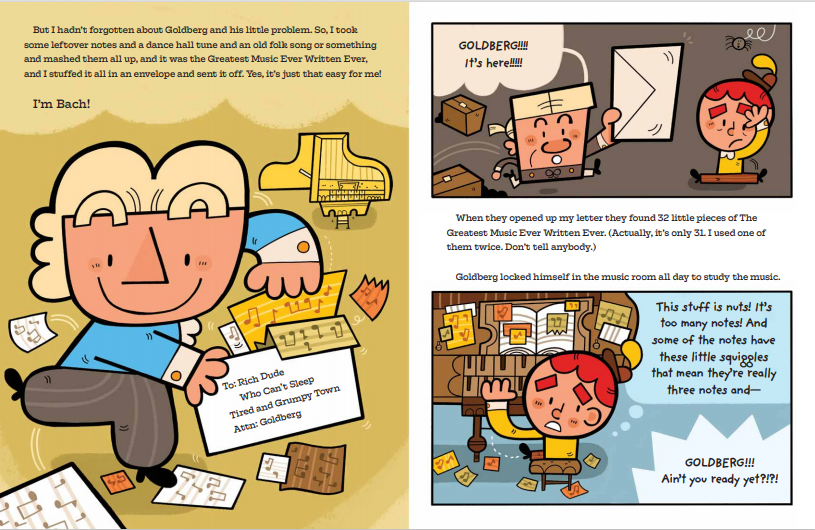 But I hadn't forgotten about Goldberg and his little problem. So, I took
some leftover notes and a dance hall tune and an old folk song or something
and mashed them all up, and it was the Greatest Music Ever Written Ever,
and I stuffed it all in an envelope and sent it off. Yes, it's just that easy for me!
I'm Bach!
To: Rich Dude
Who Can't Sleep
Tired and Grumpy Town
Attn: Goldberg
GOLDBERG!!!!
It's here!!!!!
When they opened up my letter they found 32 little pieces of The
Greatest Music Ever Written Ever. (Actually, it's only 31. I used one of
them twice. Don't tell anybody.)
Goldberg locked himself in the music room all day to study the music.
This stuff is nuts! It's
too many notes! And
some of the notes have
these little squiggles
that mean they're really
three notes and—
GOLDBERG!!!
Ain't you ready yet?!?!